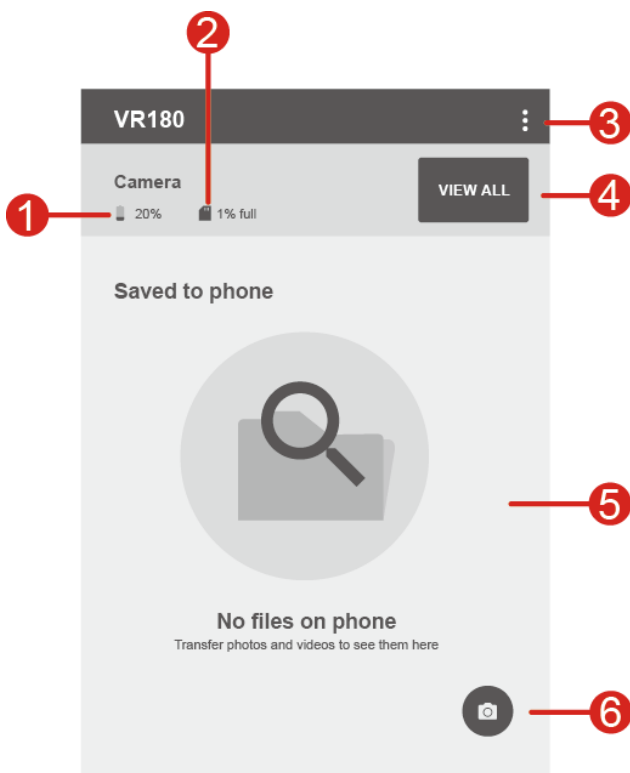 2
VR180
3
Camera
VIEW ALL
4
1
20%
1% full
Saved to phone
5
No files on phone
Transfer photos and videos to see them here
6